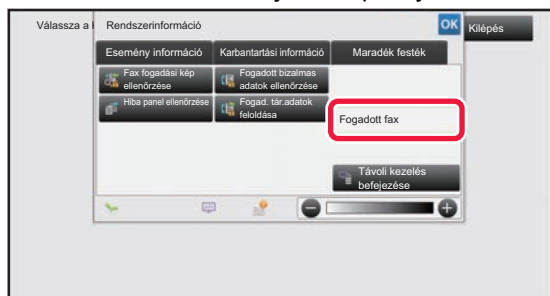 Válassza a
Rendszerinformáció
OK
Kilépés
Esemény információ
Karbantartási információ
Maradék festék
Fax fogadási kép
ellenőrzése
Fogadott bizalmas
adatok ellenőrzése
Hiba panel ellenőrzése
Fogad. tár.adatok
feloldása
Fogadott fax
Távoli kezelés
befejezése